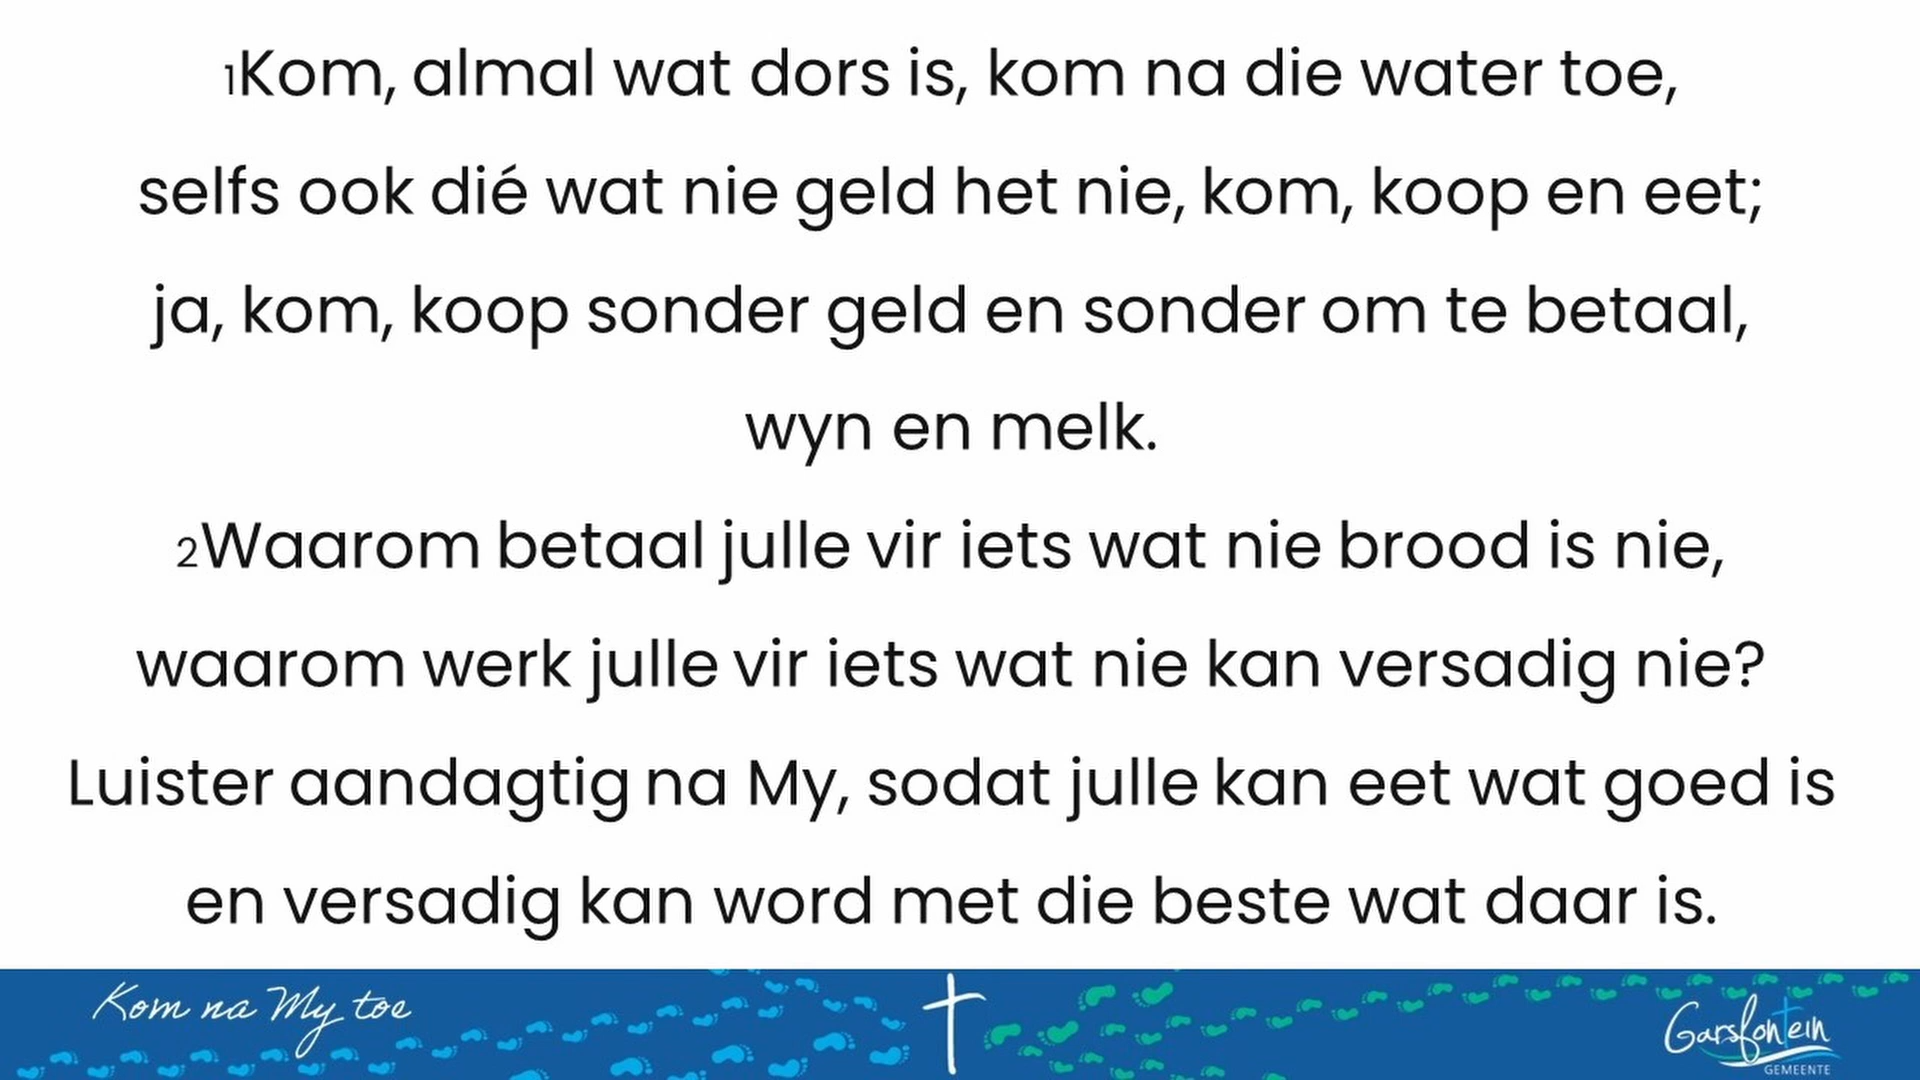 1Kom, almal wat dors is, kom na die water toe,
selfs ook dié wat nie geld het nie, kom, koop en eet;
ja, kom, koop sonder geld en sonder om te betaal,
wyn en melk.
2Waarom betaal julle vir iets wat nie brood is nie,
waarom werk julle vir iets wat nie kan versadig nie?
Luister aandagtig na My, sodat julle kan eet wat goed is
en versadig kan word met die beste wat daar is.
Kom na My toe
Garsfontein
GEMEENTE